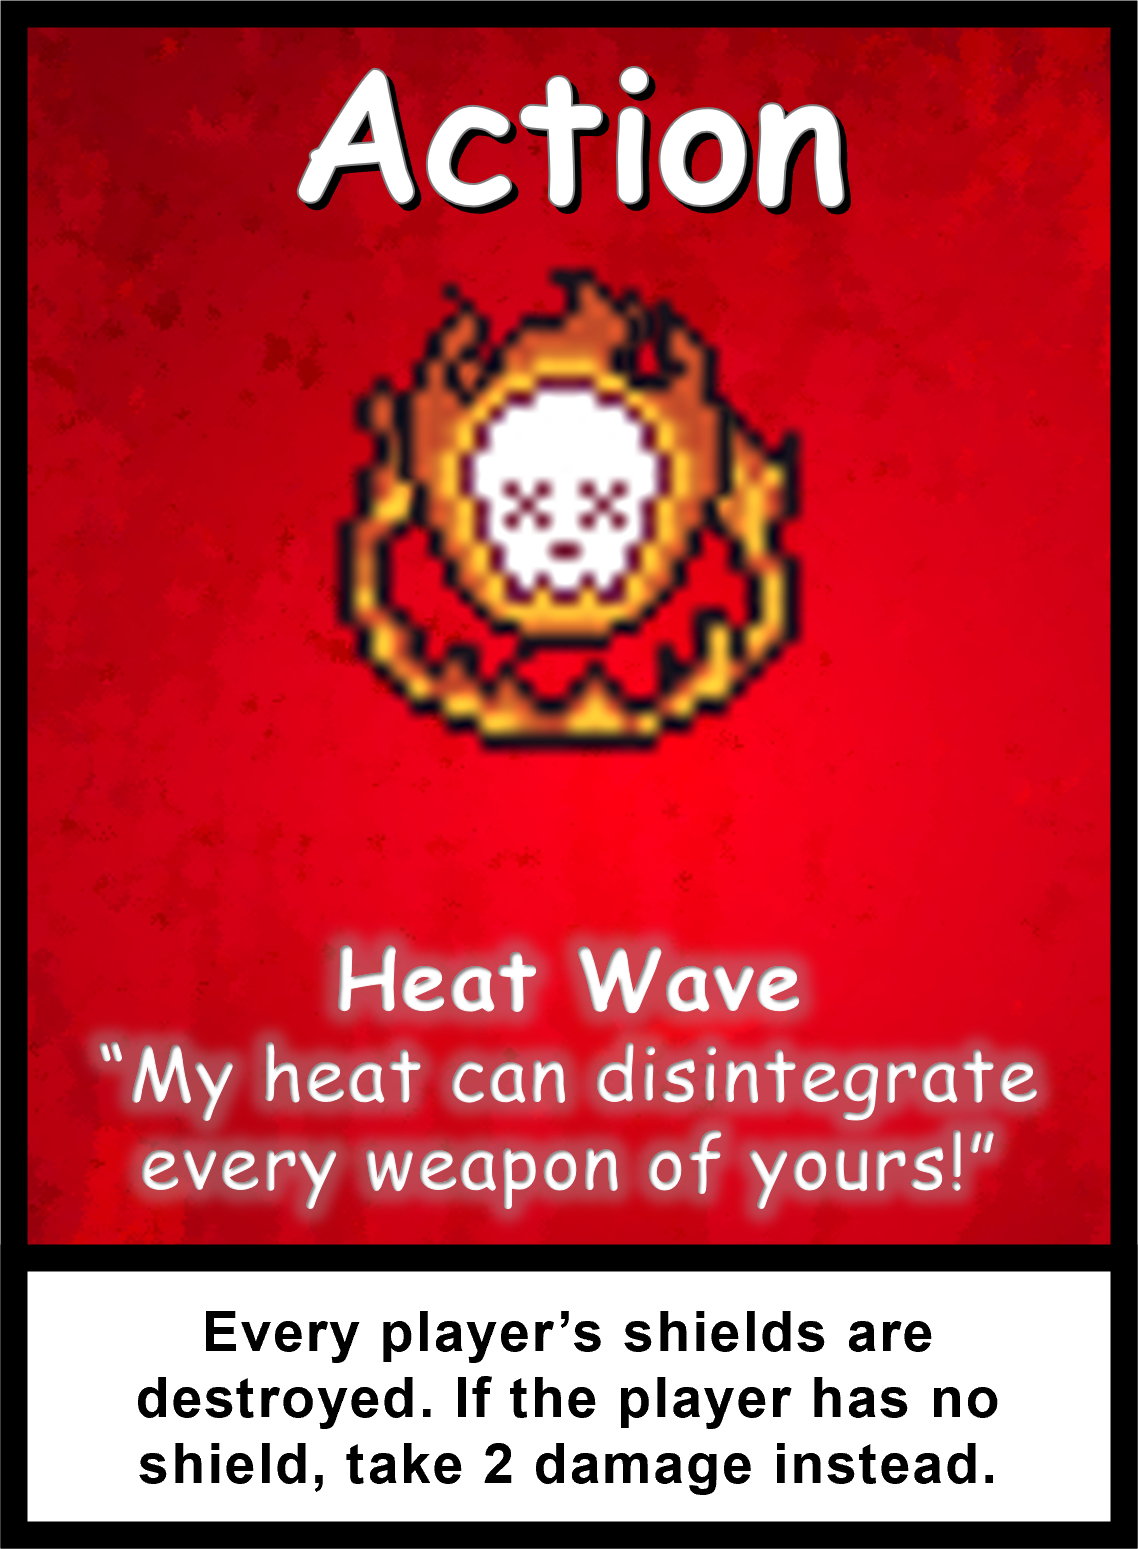 Action
Heat Wave
“My heat can disintegrate
every weapon of yours!”
Every player’s shields are
destroyed. If the player has no
shield, take 2 damage instead.